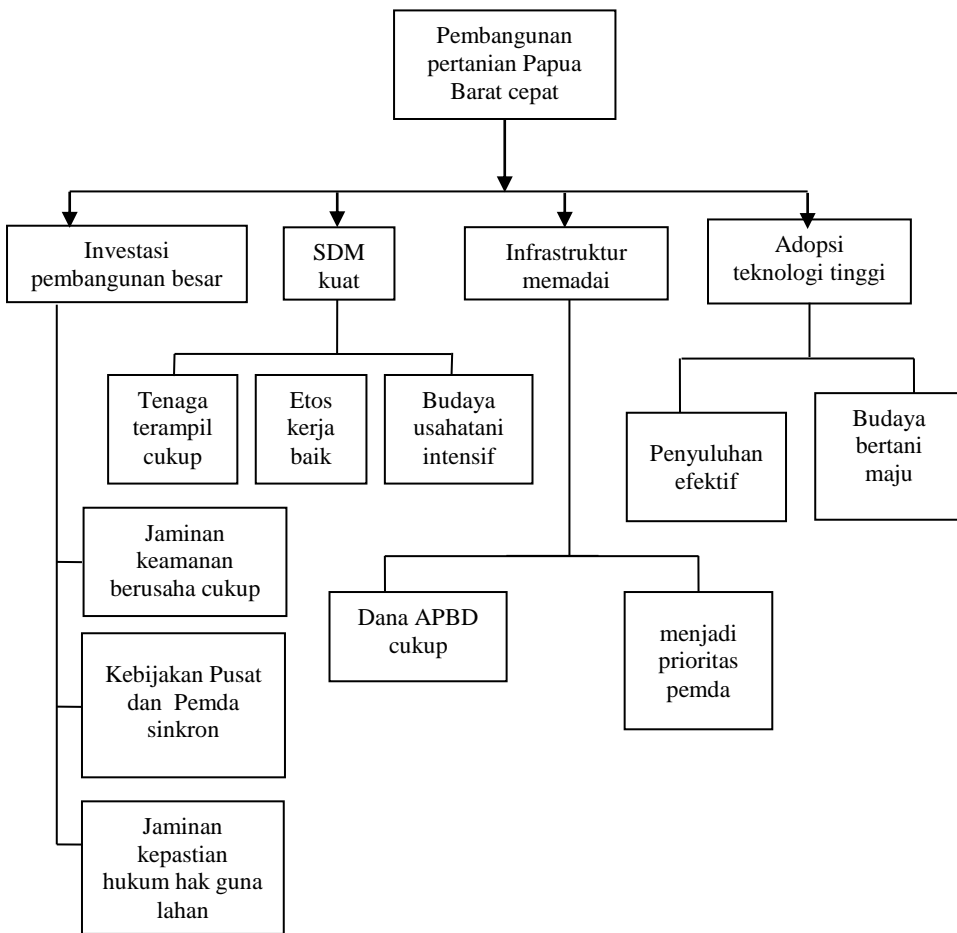 Pembangunan
pertanian Papua
Barat cepat
Investasi
pembangunan besar
SDM
kuat
Infrastruktur
memadai
Adopsi
teknologi tinggi
Tenaga
terampil
cukup
Etos
kerja
baik
Budaya
usahatani
intensif
Penyuluhan
efektif
Budaya
bertani
maju
Jaminan
keamanan
berusaha cukup
Dana APBD
cukup
menjadi
prioritas
pemda
Kebijakan Pusat
dan Pemda
sinkron
Jaminan
kepastian
hukum hak guna
lahan